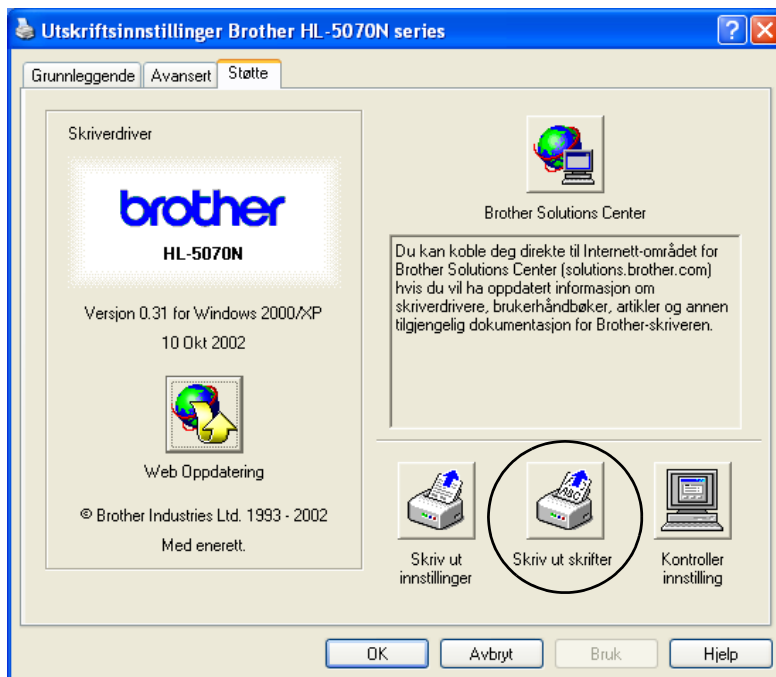 Utskriftsinnstillinger Brother HL-5070N series
Grunnleggende
Avansert
Støtte
Skriverdriver
brother
HL-5070N
Versjon 0.31 for Windows 2000/XP
10 Okt 2002
Web Oppdatering
© Brother Industries Ltd. 1993 - 2002
Med enerett.
Brother Solutions Center
Du kan koble deg direkte til Internett-området for
Brother Solutions Center (solutions.brother.com)
hvis du vil ha oppdatert informasjon om
skriverdrivere, brukerhåndbøker, artikler og annen
tilgjengelig dokumentasjon for Brother-skriveren.
ABC
Skriv ut
innstillinger
Skriv ut skrifter
Kontroller
innstilling
OK
Avbryt
Bruk
Hjelp